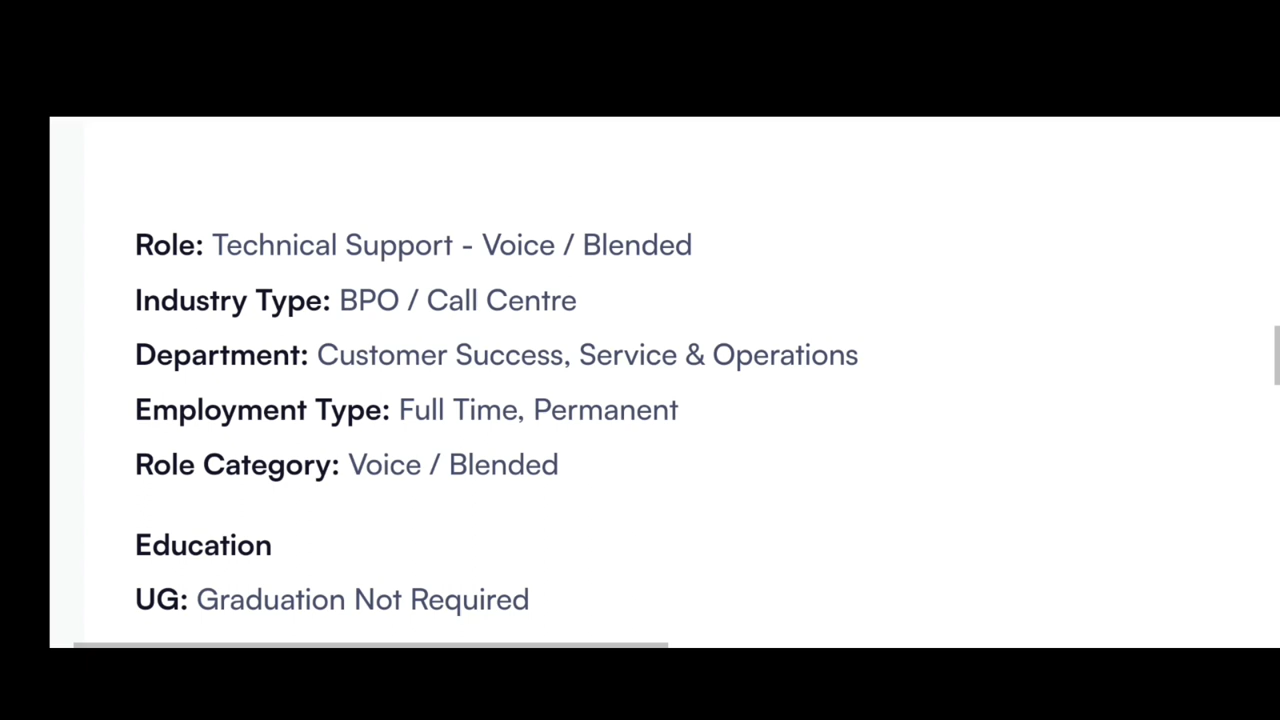 Role: Technical Support - Voice / Blended
Industry Type: BPO / Call Centre
Department: Customer Success, Service & Operations
Employment Type: Full Time, Permanent
Role Category: Voice / Blended
Education
UG: Graduation Not Required